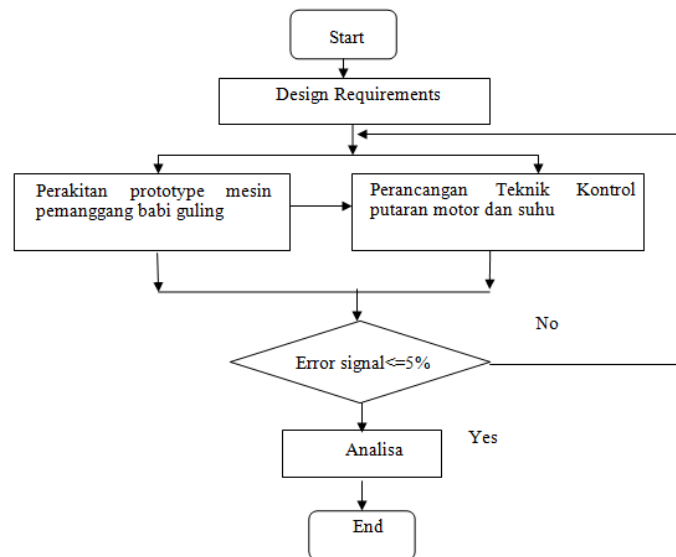 Start
Design Requirements
Perakitan prototype mesin
pemanggang babi guling
Perancangan Teknik Kontrol
putaran motor dan suhu
No
Error signal<=5%
Yes
Analisa
End